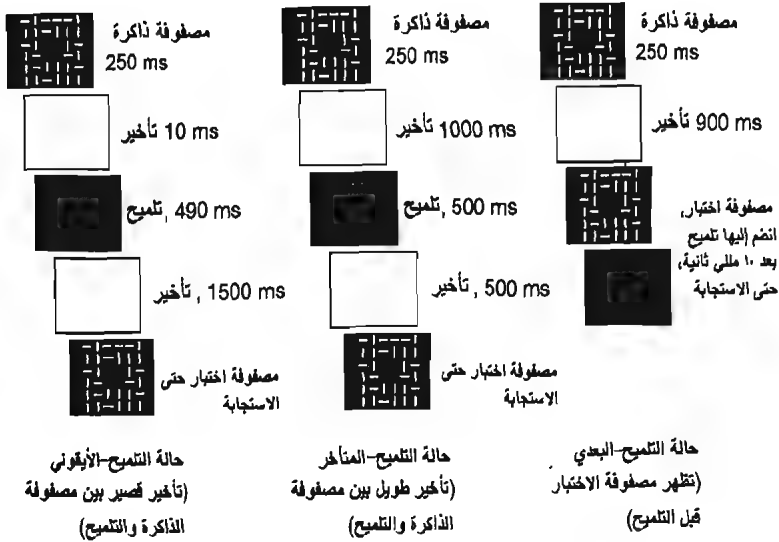 مصفوفة ذاكرة
250 ms
تأخير 900 ms
مصفوفة اختبار,
انضم إليها تلميح
بعد ١٠ مللي ثانية,
حتى الاستجابة
حالة التلميح-البعدي
(تظهر مصفوفة الاختبار
قبل التلميح)
مصفوفة ذاكرة
250 ms
تأخير 1000 ms
تلميح, 500 ms
تأخير, 500 ms
مصفوفة اختبار حتى
الاستجابة
حالة التلميح-المتأخر
(تأخير طويل بين مصفوفة
الذاكرة والتلميح)
مصفوفة ذاكرة
250 ms
تأخير 10 ms
تلميح, 490 ms
تأخير, 1500 ms
مصفوفة اختبار حتى
الاستجابة
حالة التلميح-الأيقوني
(تأخير قصير بين مصفوفة
الذاكرة والتلميح)